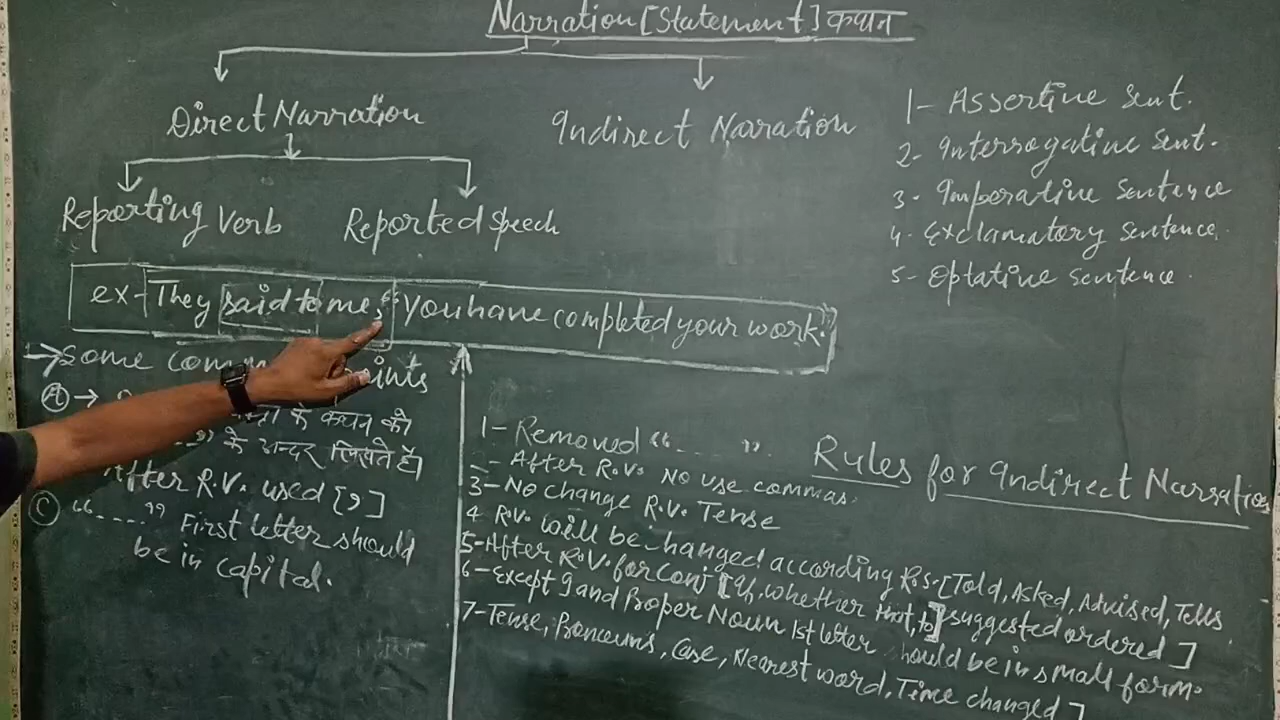 Narration [Statement] कथन
Direct Narration
Indirect Narration
Reporting Verb
Reported Speech
1- Assertive Sent.
2. Interrogative Sent.
3. Imperative Sentence
4. Exclamatory Sentence.
5- Optative Sentence.
ex- They said to me, "You have completed your work."
→ Some
Ⓐ →
के कथन को
" के अन्दर लिखते हैं
After R.V. used [,]
Ⓒ "-----" First letter should
be in capital.
Rules for Indirect Narration
1- Removed "-----".
2- After R.V. No use commas.
3- No change R.V. Tense
4 R.V. will be changed according R.S. [Told, Asked, Advised, Tells
suggested ordered]
5- After R.V. for Conj [If, whether that, to]
6- Except I and Proper Noun 1st letter should be in small form.
7- Tense, Pronouns, Case, Nearest word, Time changed]